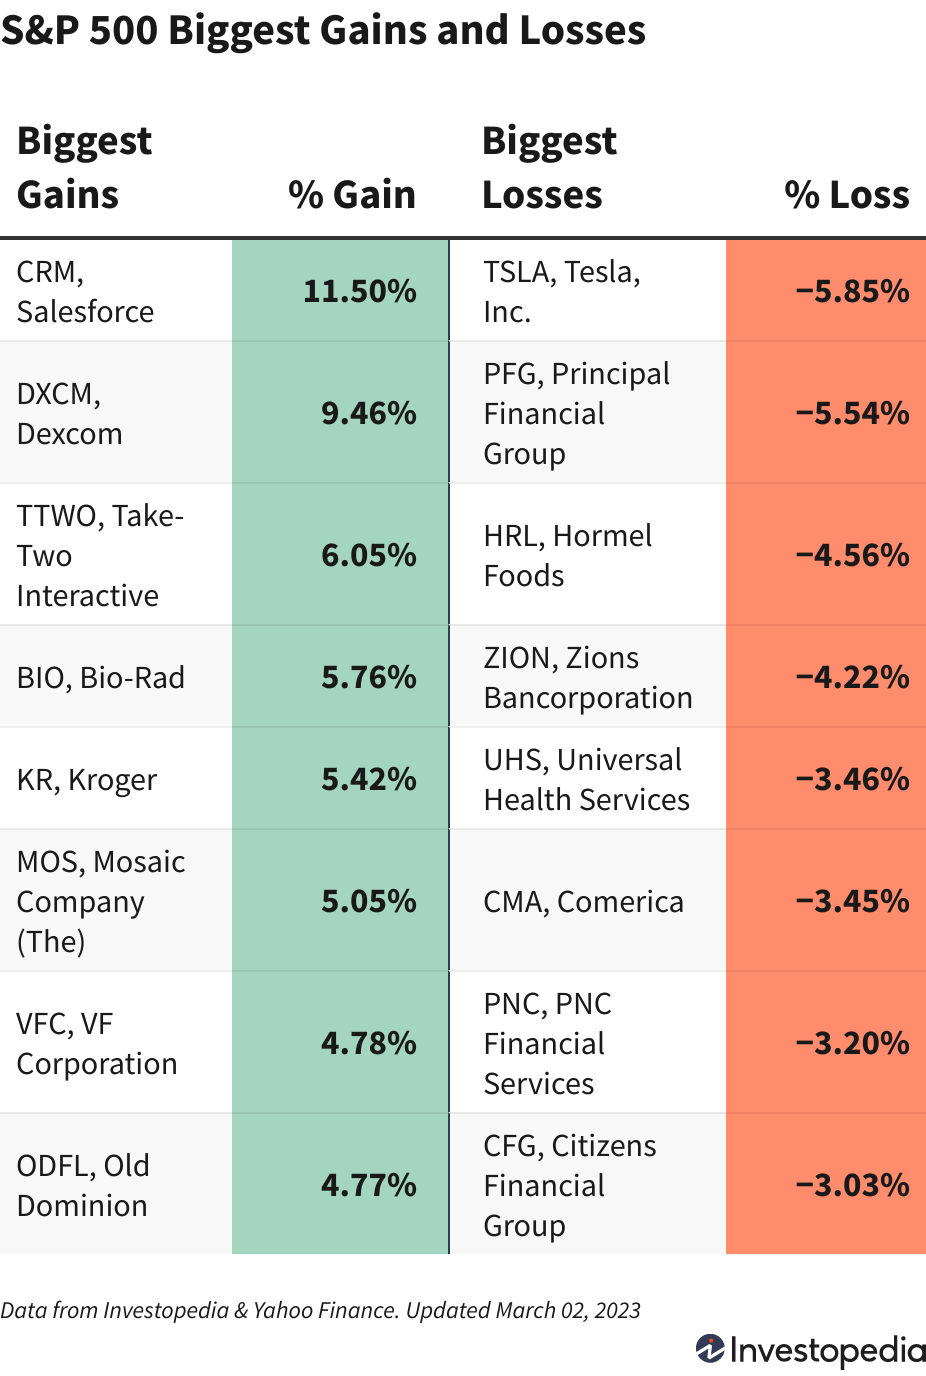 S&P 500 Biggest Gains and Losses
Biggest
Gains
% Gain
Biggest
Losses
% Loss
CRM,
Salesforce
11.50%
TSLA, Tesla,
Inc.
−5.85%
DXCM,
Dexcom
9.46%
PFG, Principal
Financial
Group
−5.54%
TTWO, Take-
Two
Interactive
6.05%
HRL, Hormel
Foods
−4.56%
BIO, Bio-Rad
5.76%
ZION, Zions
Bancorporation
−4.22%
KR, Kroger
5.42%
UHS, Universal
Health Services
−3.46%
MOS, Mosaic
Company
(The)
5.05%
CMA, Comerica
−3.45%
VFC, VF
Corporation
4.78%
PNC, PNC
Financial
Services
−3.20%
ODFL, Old
Dominion
4.77%
CFG, Citizens
Financial
Group
−3.03%
Data from Investopedia & Yahoo Finance. Updated March 02, 2023
Investopedia